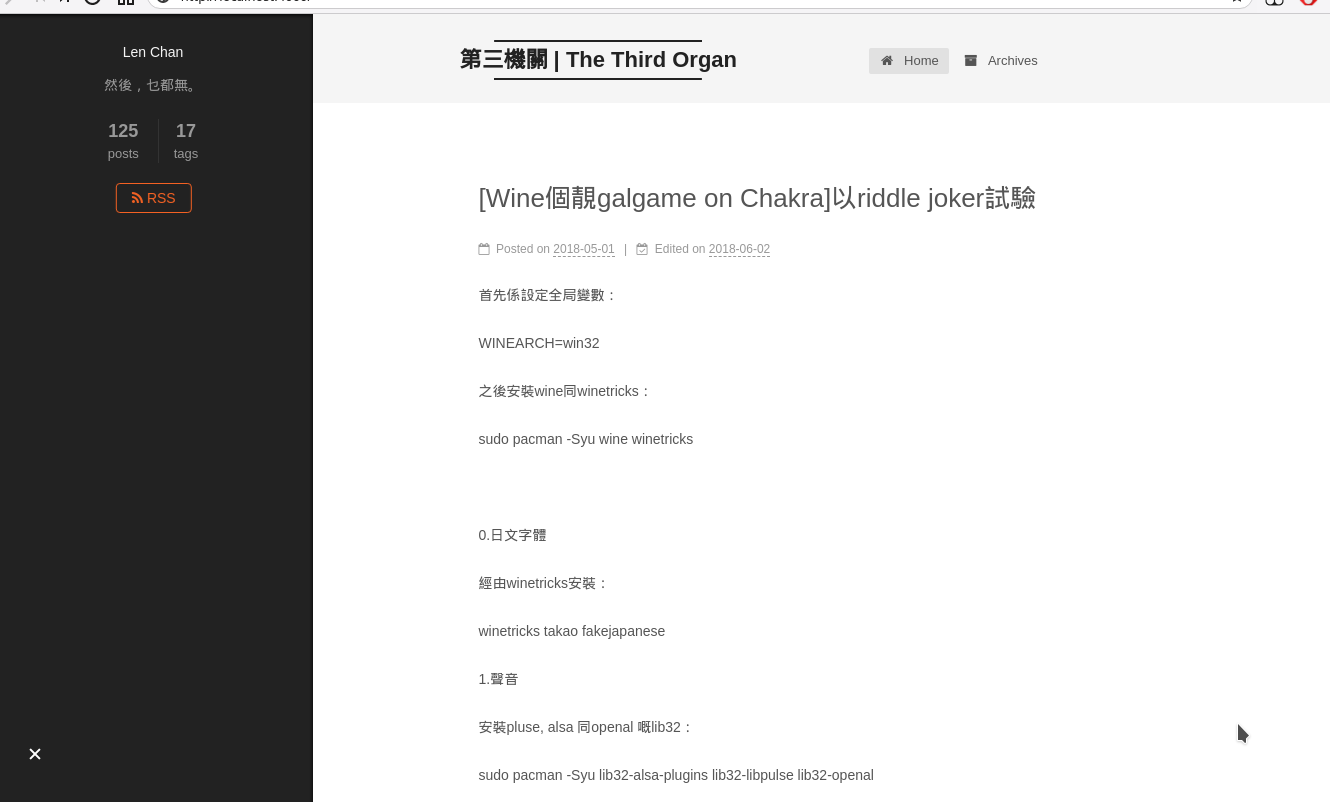 Len Chan
然後，乜都無。
125 17
posts tags
RSS
第三機關 | The Third Organ
Home Archives
[Wine個靚galgame on Chakra]以riddle joker試驗
Posted on 2018-05-01 | Edited on 2018-06-02
首先係設定全局變數：
WINEARCH=win32
之後安裝wine同winetricks：
sudo pacman -Syu wine winetricks
0.日文字體
經由winetricks安裝：
winetricks takao fakejapanese
1.聲音
安裝pluse, alsa 同openal 嘅lib32：
sudo pacman -Syu lib32-alsa-plugins lib32-libpulse lib32-openal